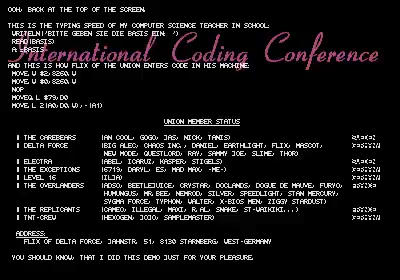 OOH, BACK AT THE TOP OF THE SCREEN,
THIS IS THE TYPING SPEED OF MY COMPUTER SCIENCE TEACHER IN SCHOOL:
WRITELN('BITTE GEBEN SIE DIE BASIS EIN: ')
READ(BASIS)
A:=BASIS
International Coding Conference
AND THIS IS HOW FLIX OF THE UNION ENTERS CODE IN HIS MACHINE:
MOVE.W $2,8260.W
MOVE.W $0,8260.W
NOP
MOVEQ.L $79,D0
MOVE.L 21(A0,D0.W),-(A1)
UNION MEMBER STATUS
THE CAREBEARS (AN COOL, GOGO, JAS, NICK, TANIS)
DELTA FORCE (BIG ALEC, CHAOS INC., DANIEL, EARTHLIGHT, FLIX, MASCOT,
NEW MODE, QUESTLORD, RAY, SAMMY JOE, SLIME, THOR)
ELECTRA (ABEL, ICARUZ, KASPER, STIGELS)
THE EXCEPTIONS (6719, DARYL, ES, MAD MAX, -ME-)
LEVEL 16 (ILJA)
THE OVERLANDERS (ADSO, BEETLEJUICE, CRYSTAR, DOCLANDS, DOGUE DE MAUVE, FURYO,
HUMUNGUS, MR BEE, NEMROD, SILVER, SPEEDLIGHT, STAN MERCURY,
SYGMA FORCE, TYPHON, WALTER, X-BIOS MEN, ZIGGY STARDUST)
THE REPLICANTS (CAMEO, ILLEGAL, MAXI, R.AL, SNAKE, ST-WAIKIKI...)
TNT-CREW (HEXOGEN, JOJO, SAMPLEMASTER)
ADDRESS:
FLIX OF DELTA FORCE, JAHNSTR. 51, 8130 STARNBERG, WEST-GERMANY
YOU SHOULD KNOW, THAT I DID THIS DEMO JUST FOR YOUR PLEASURE,